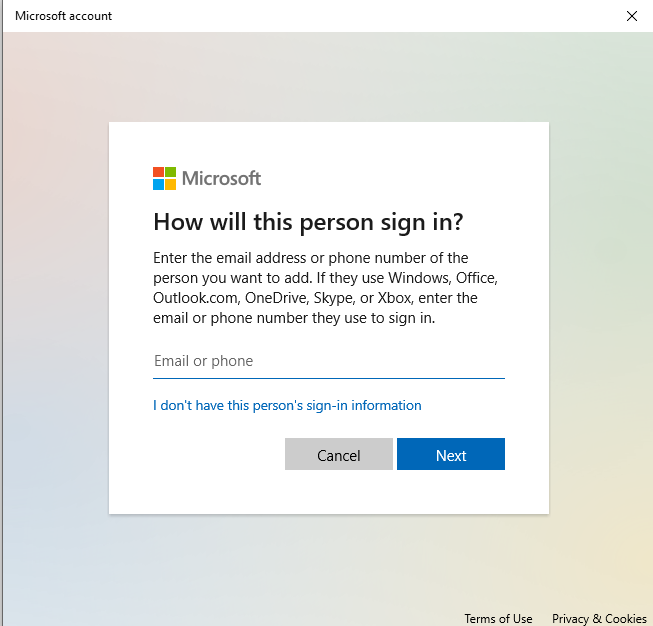 Microsoft account
Microsoft
How will this person sign in?
Enter the email address or phone number of the
person you want to add. If they use Windows, Office,
Outlook.com, OneDrive, Skype, or Xbox, enter the
email or phone number they use to sign in.
Email or phone
I don't have this person's sign-in information
Cancel
Next
Terms of Use
Privacy & Cookies